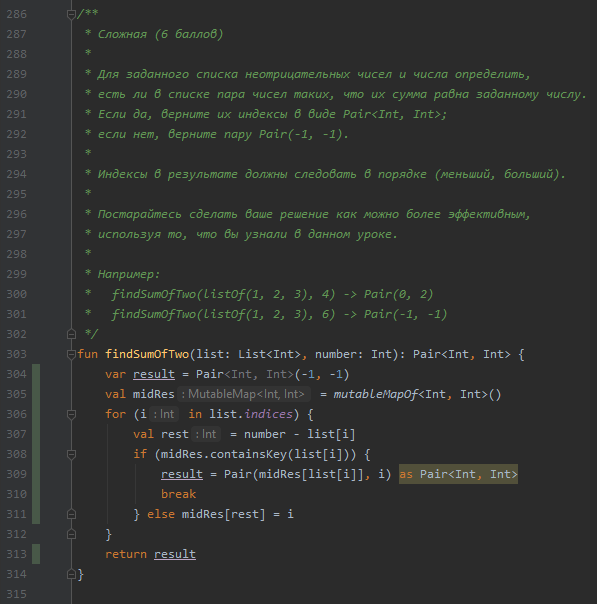 286 /**
287 * Сложная (6 баллов)
288 *
289 * Для заданного списка неотрицательных чисел и числа определить,
290 * есть ли в списке пара чисел таких, что их сумма равна заданному числу.
291 * Если да, верните их индексы в виде Pair<Int, Int>;
292 * если нет, верните пару Pair(-1, -1).
293 *
294 * Индексы в результате должны следовать в порядке (меньший, больший).
295 *
296 * Постарайтесь сделать ваше решение как можно более эффективным,
297 * используя то, что вы узнали в данном уроке.
298 *
299 * Например:
300 *   findSumOfTwo(listOf(1, 2, 3), 4) -> Pair(0, 2)
301 *   findSumOfTwo(listOf(1, 2, 3), 6) -> Pair(-1, -1)
302 */
303 fun findSumOfTwo(list: List<Int>, number: Int): Pair<Int, Int> {
304     var result = Pair<Int, Int>(-1, -1)
305     val midRes : MutableMap<Int, Int> = mutableMapOf<Int, Int>()
306     for (i : Int in list.indices) {
307         val rest : Int = number - list[i]
308         if (midRes.containsKey(list[i])) {
309             result = Pair(midRes[list[i]], i) as Pair<Int, Int>
310             break
311         } else midRes[rest] = i
312     }
313     return result
314 }
315